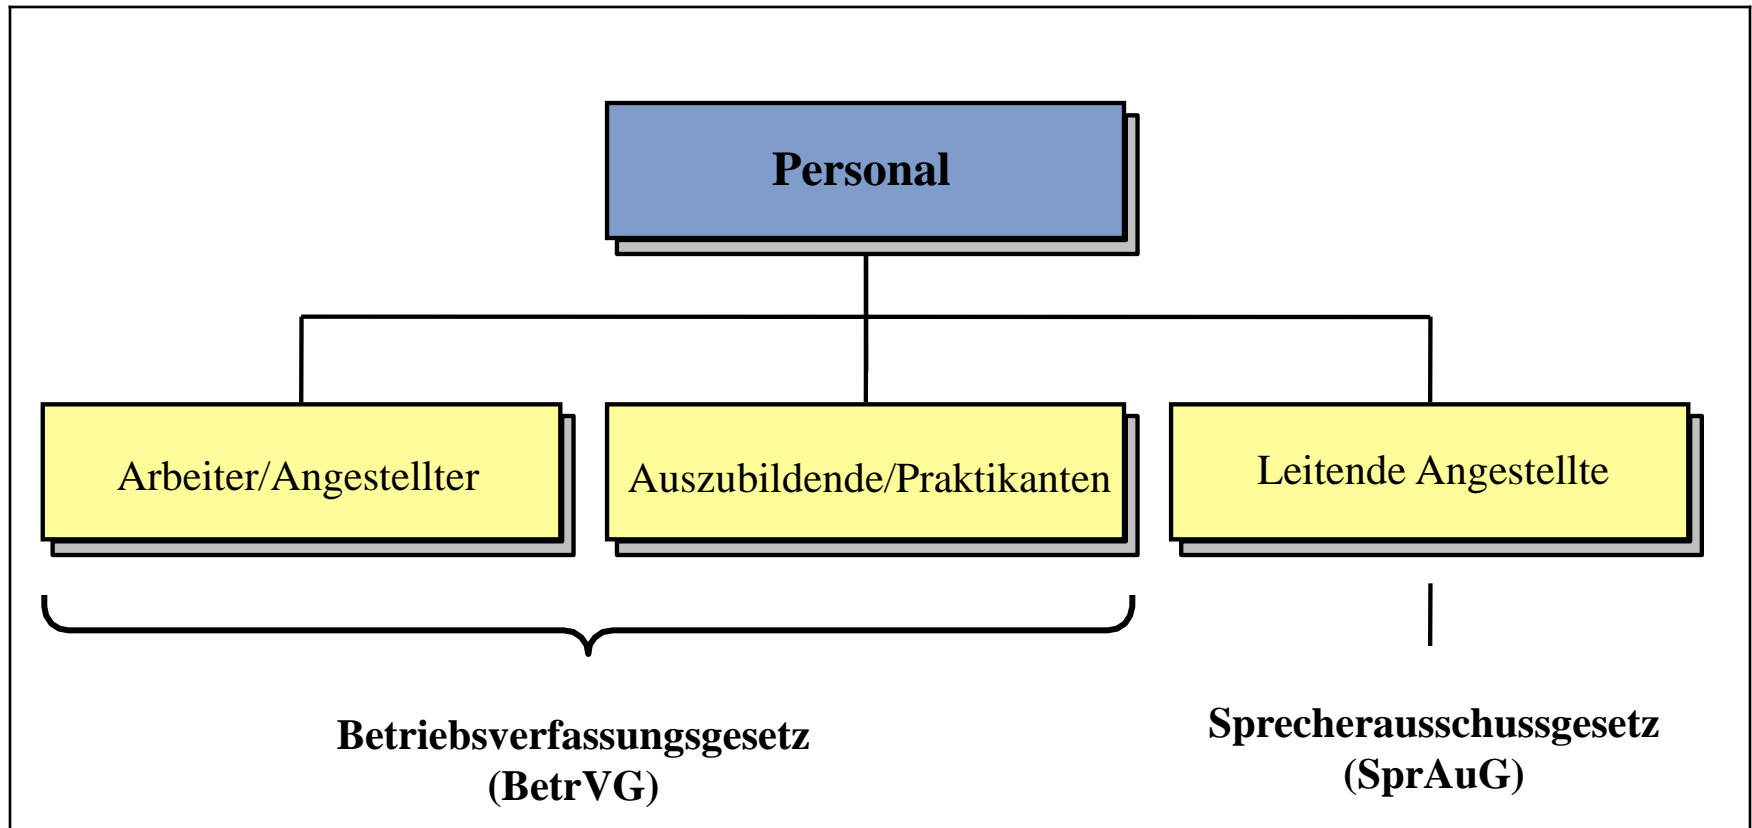 Personal
Arbeiter/Angestellter
Auszubildende/Praktikanten
Leitende Angestellte
Betriebsverfassungsgesetz
(BetrVG)
Sprecherausschussgesetz
(SprAuG)